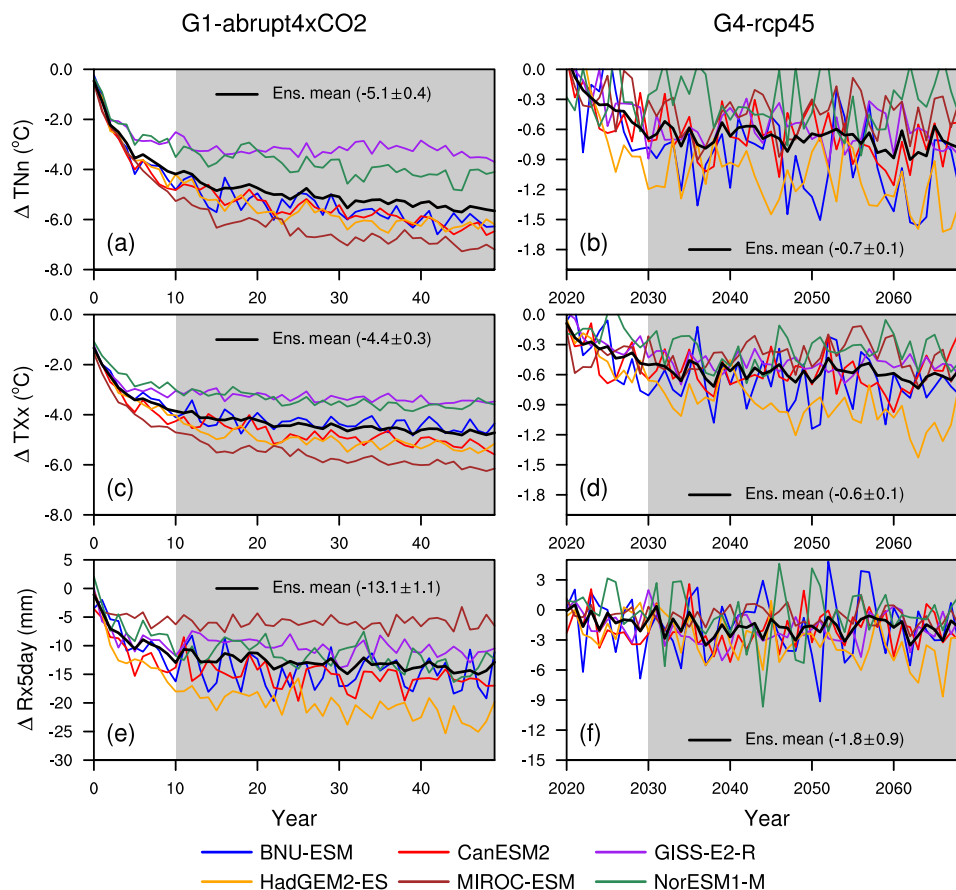 G1-abrupt4xCO2
G4-rcp45
Δ TNn (°C)
0.0
-2.0
-4.0
-6.0
-8.0
Ens. mean (-5.1±0.4)
(a)
0 10 20 30 40
0.0
-0.3
-0.6
-0.9
-1.2
-1.5
-1.8
Ens. mean (-0.7±0.1)
(b)
2020 2030 2040 2050 2060
Δ TXx (°C)
0.0
-2.0
-4.0
-6.0
-8.0
Ens. mean (-4.4±0.3)
(c)
0 10 20 30 40
0.0
-0.3
-0.6
-0.9
-1.2
-1.5
-1.8
Ens. mean (-0.6±0.1)
(d)
2020 2030 2040 2050 2060
Δ Rx5day (mm)
5
0
-5
-10
-15
-20
-25
-30
Ens. mean (-13.1±1.1)
(e)
0 10 20 30 40
Year
3
0
-3
-6
-9
-12
-15
Ens. mean (-1.8±0.9)
(f)
2020 2030 2040 2050 2060
Year
BNU-ESM CanESM2 GISS-E2-R
HadGEM2-ES MIROC-ESM NorESM1-M